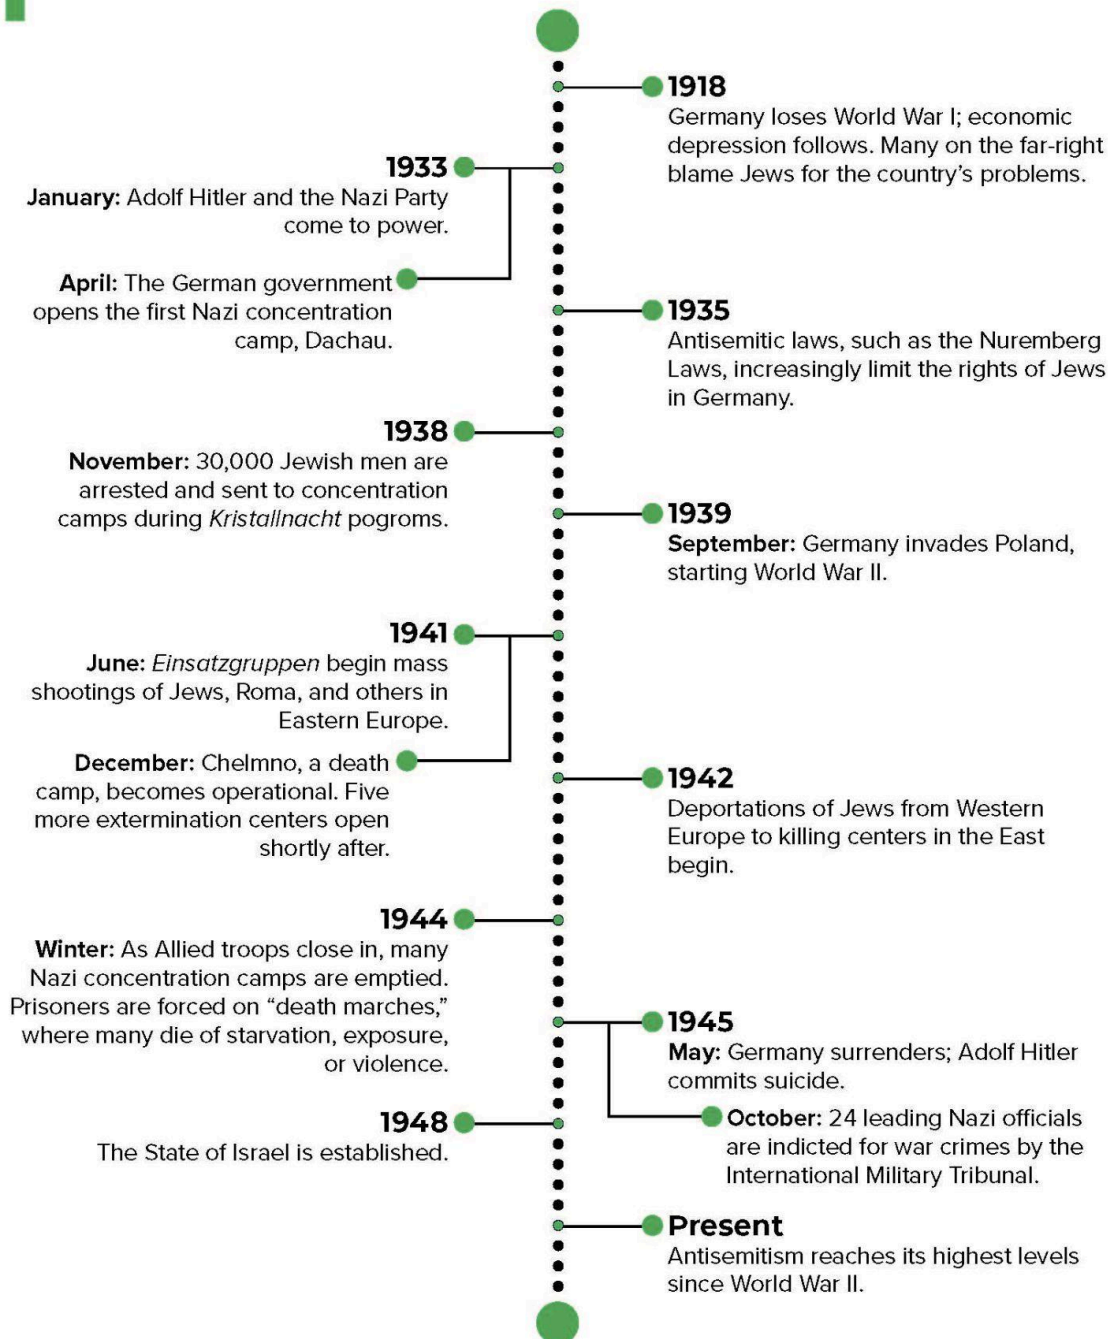 1918
Germany loses World War I; economic
depression follows. Many on the far-right
blame Jews for the country's problems.
1933
January: Adolf Hitler and the Nazi Party
come to power.
April: The German government
opens the first Nazi concentration
camp, Dachau.
1935
Antisemitic laws, such as the Nuremberg
Laws, increasingly limit the rights of Jews
in Germany.
1938
November: 30,000 Jewish men are
arrested and sent to concentration
camps during Kristallnacht pogroms.
1939
September: Germany invades Poland,
starting World War II.
1941
June: Einsatzgruppen begin mass
shootings of Jews, Roma, and others in
Eastern Europe.
December: Chelmno, a death
camp, becomes operational. Five
more extermination centers open
shortly after.
1942
Deportations of Jews from Western
Europe to killing centers in the East
begin.
1944
Winter: As Allied troops close in, many
Nazi concentration camps are emptied.
Prisoners are forced on “death marches,”
where many die of starvation, exposure,
or violence.
1945
May: Germany surrenders; Adolf Hitler
commits suicide.
October: 24 leading Nazi officials
are indicted for war crimes by the
International Military Tribunal.
1948
The State of Israel is established.
Present
Antisemitism reaches its highest levels
since World War II.